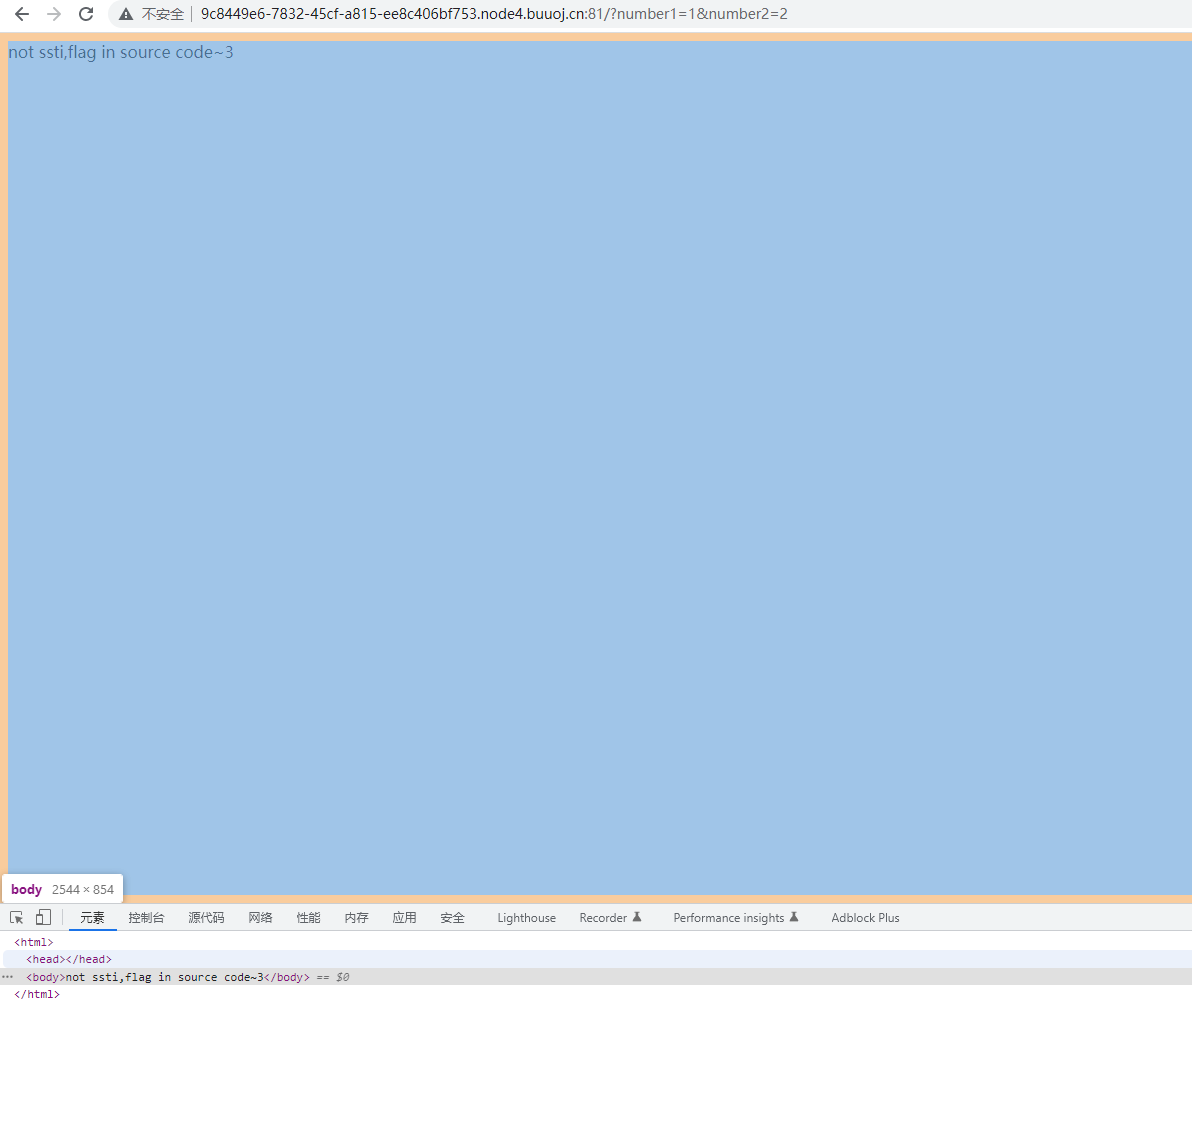 不安全 9c8449e6-7832-45cf-a815-ee8c406bf753.node4.buuoj.cn:81/?number1=1&number2=2
not ssti,flag in source code~3
body 2544 × 854
元素 控制台 源代码 网络 性能 内存 应用 安全 Lighthouse Recorder Performance insights Adblock Plus
<html>
<head></head>
··· <body>not ssti,flag in source code~3</body> == $0
</html>